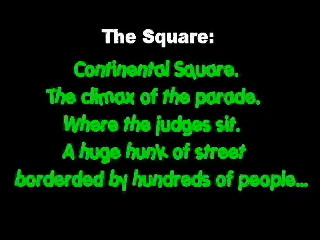 The Square:
Continental Square.
The climax of the parade.
Where the judges sit.
A huge hunk of street
borderded by hundreds of people...